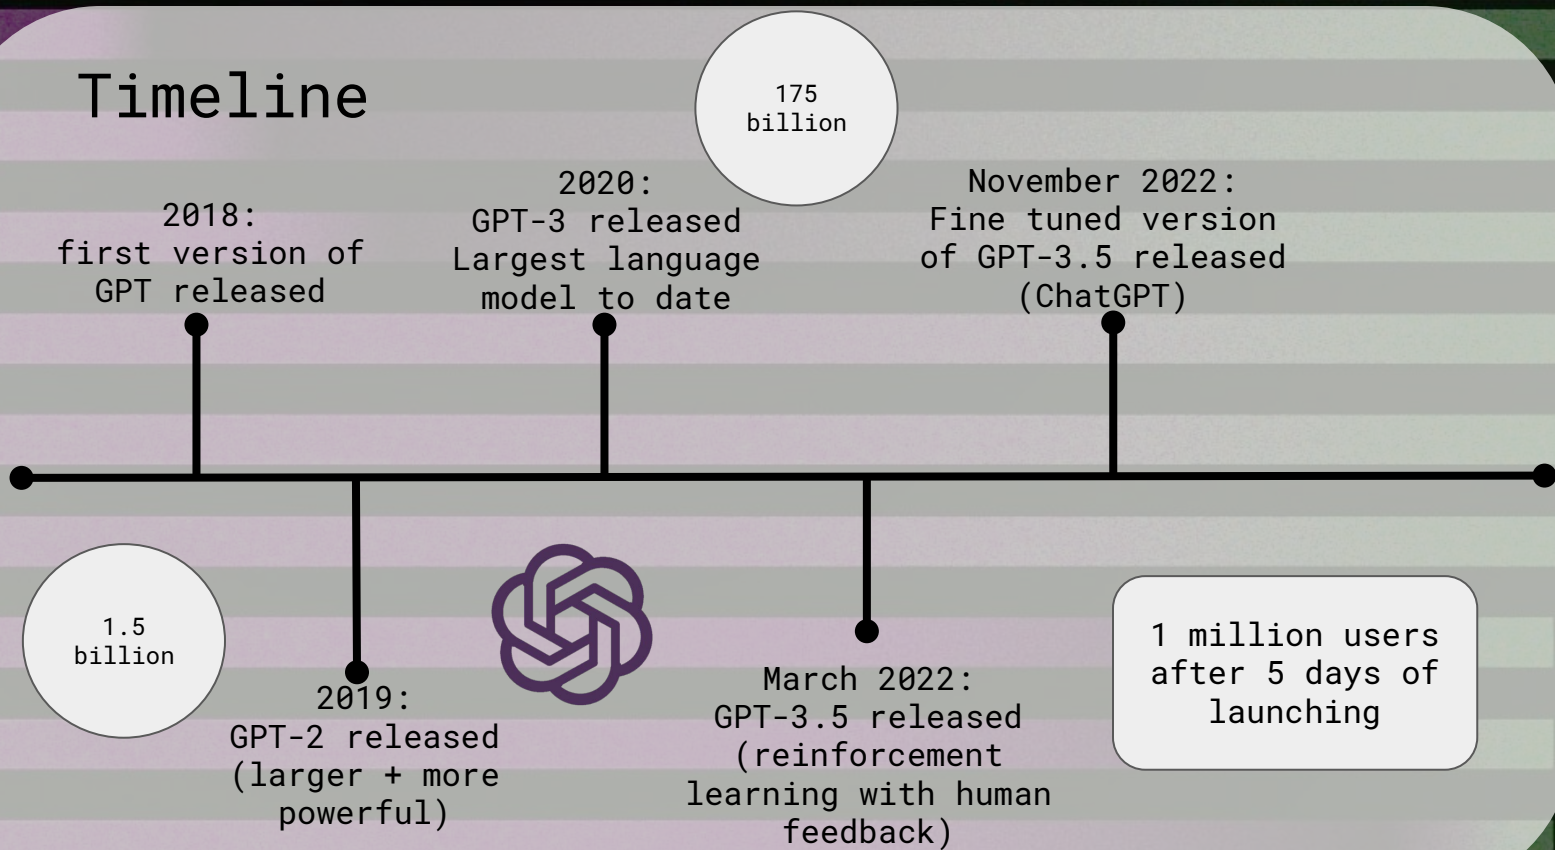 Timeline
175
billion
2018:
first version of
GPT released
2020:
GPT-3 released
Largest language
model to date
November 2022:
Fine tuned version
of GPT-3.5 released
(ChatGPT)
1.5
billion
2019:
GPT-2 released
(larger + more
powerful)
March 2022:
GPT-3.5 released
(reinforcement
learning with human
feedback)
1 million users
after 5 days of
launching